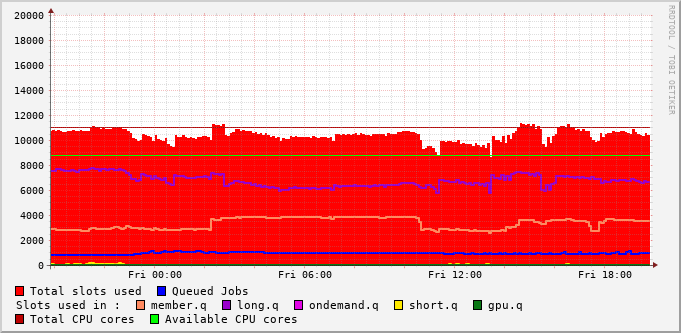 RRDTOOL / TOBI OETIKER
20000
18000
16000
14000
12000
10000
8000
6000
4000
2000
0
Fri 00:00 Fri 06:00 Fri 12:00 Fri 18:00
Total slots used Queued Jobs
Slots used in : member.q long.q ondemand.q short.q gpu.q
Total CPU cores Available CPU cores